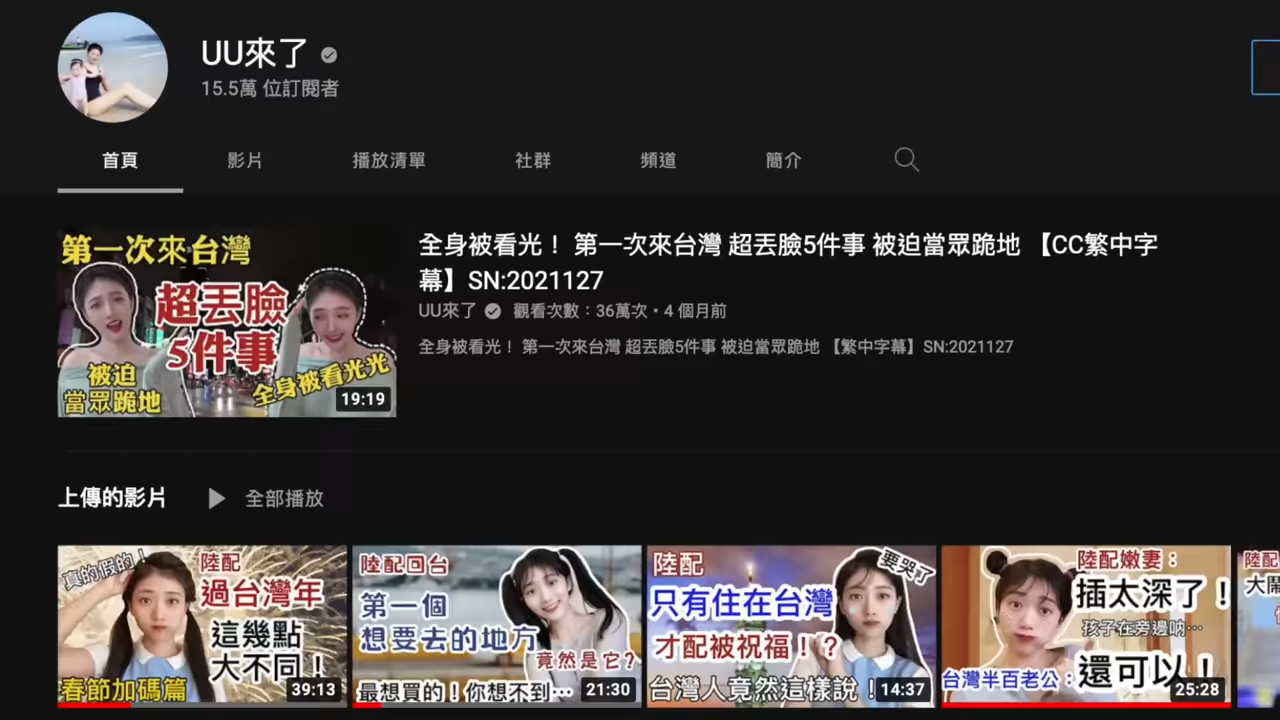 UU來了
15.5萬 位訂閱者
首頁 影片 播放清單 社群 頻道 簡介
第一次來台灣
超丟臉
5件事
被迫
當眾跪地
全身被看光光
19:19
全身被看光！ 第一次來台灣 超丟臉5件事 被迫當眾跪地 【CC繁中字
幕】SN:2021127
UU來了 觀看次數：36萬次・4 個月前
全身被看光！ 第一次來台灣 超丟臉5件事 被迫當眾跪地 【繁中字幕】SN:2021127
上傳的影片 全部播放
真的假的！
陸配
過台灣年
這幾點
大不同！
春節加碼篇
39:13
陸配回台
第一個
想要去的地方
竟然是它？
最想買的！你想不到⋯
21:30
陸配
要哭了
只有住在台灣
才配被祝福！？
台灣人竟然這樣說！
14:37
陸配嫩妻：
插太深了！
孩子在旁邊吶⋯
台灣半百老公：
還可以！
25:28
陸配
大鬧